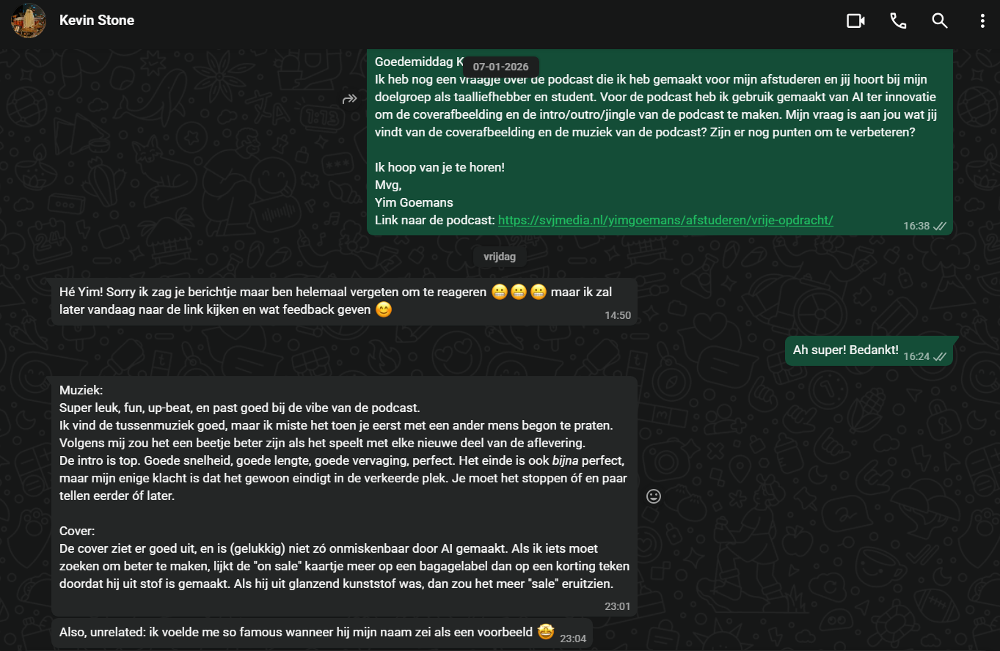 Kevin Stone
07-01-2026
Goedemiddag K
Ik heb nog een vraagje over de podcast die ik heb gemaakt voor mijn afstuderen en jij hoort bij mijn
doelgroep als taalliefhebber en student. Voor de podcast heb ik gebruik gemaakt van AI ter innovatie
om de coverafbeelding en de intro/outro/jingle van de podcast te maken. Mijn vraag is aan jou wat jij
vindt van de coverafbeelding en de muziek van de podcast? Zijn er nog punten om te verbeteren?
Ik hoop van je te horen!
Mvg,
Yim Goemans
Link naar de podcast: https://svjmedia.nl/yimgoemans/afstuderen/vrije-opdracht/
16:38
vrijdag
Hé Yim! Sorry ik zag je berichtje maar ben helemaal vergeten om te reageren 😬😬😬 maar ik zal
later vandaag naar de link kijken en wat feedback geven 😊
14:50
Ah super! Bedankt! 16:24
Muziek:
Super leuk, fun, up-beat, en past goed bij de vibe van de podcast.
Ik vind de tussenmuziek goed, maar ik miste het toen je eerst met een ander mens begon te praten.
Volgens mij zou het een beetje beter zijn als het speelt met elke nieuwe deel van de aflevering.
De intro is top. Goede snelheid, goede lengte, goede vervaging, perfect. Het einde is ook bijna perfect,
maar mijn enige klacht is dat het gewoon eindigt in de verkeerde plek. Je moet het stoppen óf en paar
tellen eerder óf later.
Cover:
De cover ziet er goed uit, en is (gelukkig) niet zó onmiskenbaar door AI gemaakt. Als ik iets moet
zoeken om beter te maken, lijkt de "on sale" kaartje meer op een bagagelabel dan op een korting teken
doordat hij uit stof is gemaakt. Als hij uit glanzend kunststof was, dan zou het meer "sale" eruitzien.
23:01
Also, unrelated: ik voelde me so famous wanneer hij mijn naam zei als een voorbeeld 🤩 23:04